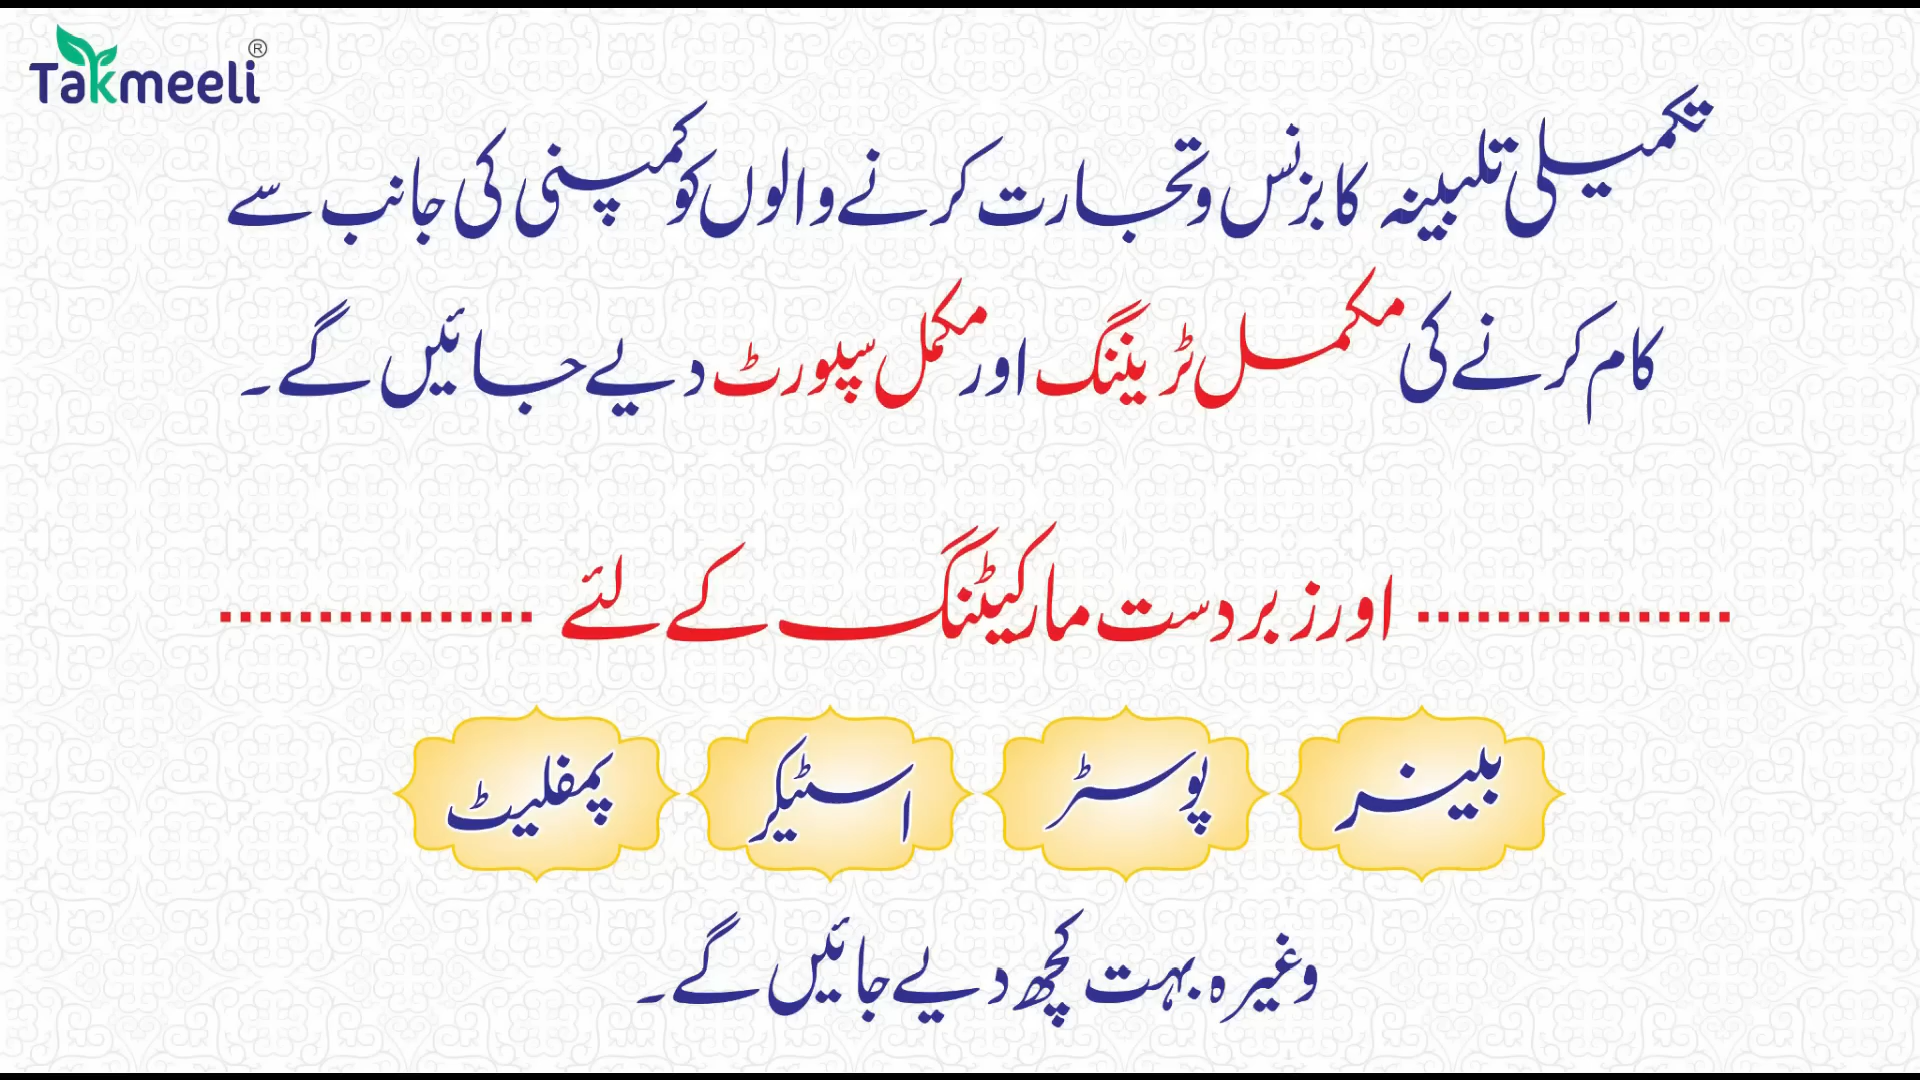 Takmeeli®
تکمیلی تلبینہ کا بزنس و تجارت کرنے والوں کو کمپنی کی جانب سے
کام کرنے کی مکمل ٹریننگ اور مکمل سپورٹ دیے جائیں گے۔
............... اور زبردست مارکیٹنگ کے لئے ...............
بینر پوسٹر اسٹیکر پمفلیٹ
وغیرہ بہت کچھ دیے جائیں گے۔